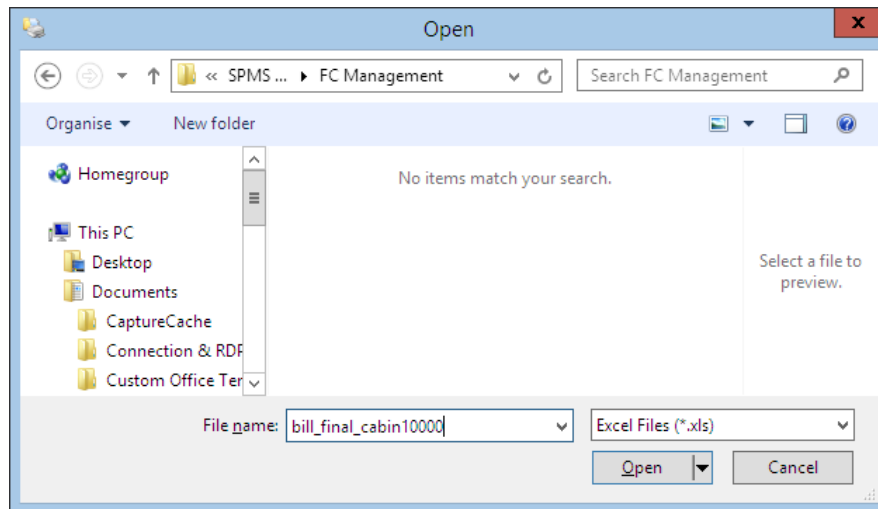 Open
x
« SPMS ... FC Management
Search FC Management
Organise
New folder
Homegroup
This PC
Desktop
Documents
CaptureCache
Connection & RDP
Custom Office Ter
No items match your search.
Select a file to
preview.
File name:
bill_final_cabin10000
Excel Files (*.xls)
Open
Cancel